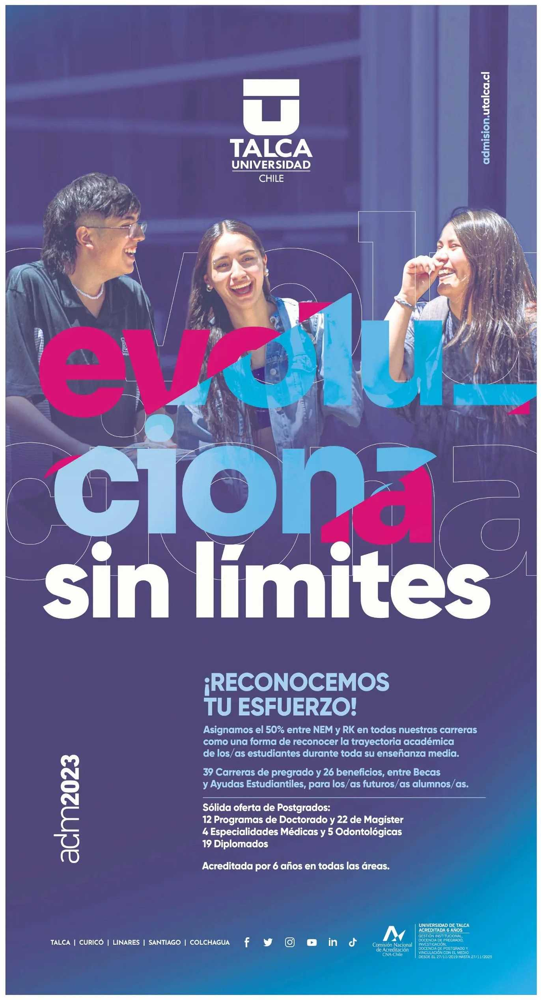 TALCA
UNIVERSIDAD
CHILE
admision.utalca.cl
evolu_
ciona
sin límites
¡RECONOCEMOS
TU ESFUERZO!
Asignamos el 50% entre NEM y RK en todas nuestras carreras
como una forma de reconocer la trayectoria académica
de los/as estudiantes durante toda su enseñanza media.
39 Carreras de pregrado y 26 beneficios, entre Becas
y Ayudas Estudiantiles, para los/as futuros/as alumnos/as.
Sólida oferta de Postgrados:
12 Programas de Doctorado y 22 de Magíster
4 Especialidades Médicas y 5 Odontológicas
19 Diplomados
Acreditada por 6 años en todas las áreas.
adm2023
TALCA | CURICÓ | LINARES | SANTIAGO | COLCHAGUA
Comisión Nacional
de Acreditación
CNA-Chile
UNIVERSIDAD DE TALCA
ACREDITADA 6 AÑOS
GESTIÓN INSTITUCIONAL,
DOCENCIA DE PREGRADO,
INVESTIGACIÓN,
DOCENCIA DE POSTGRADO Y
VINCULACIÓN CON EL MEDIO
DESDE EL 27/11/2019 HASTA 27/11/2025